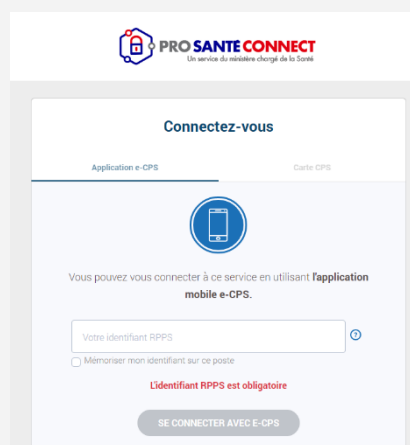 PRO SANTÉ CONNECT
Un service du ministère chargé de la Santé
Connectez-vous
Application e-CPS
Carte CPS
Vous pouvez vous connecter à ce service en utilisant l'application
mobile e-CPS.
Votre identifiant RPPS
?
Mémoriser mon identifiant sur ce poste
L'identifiant RPPS est obligatoire
SE CONNECTER AVEC E-CPS